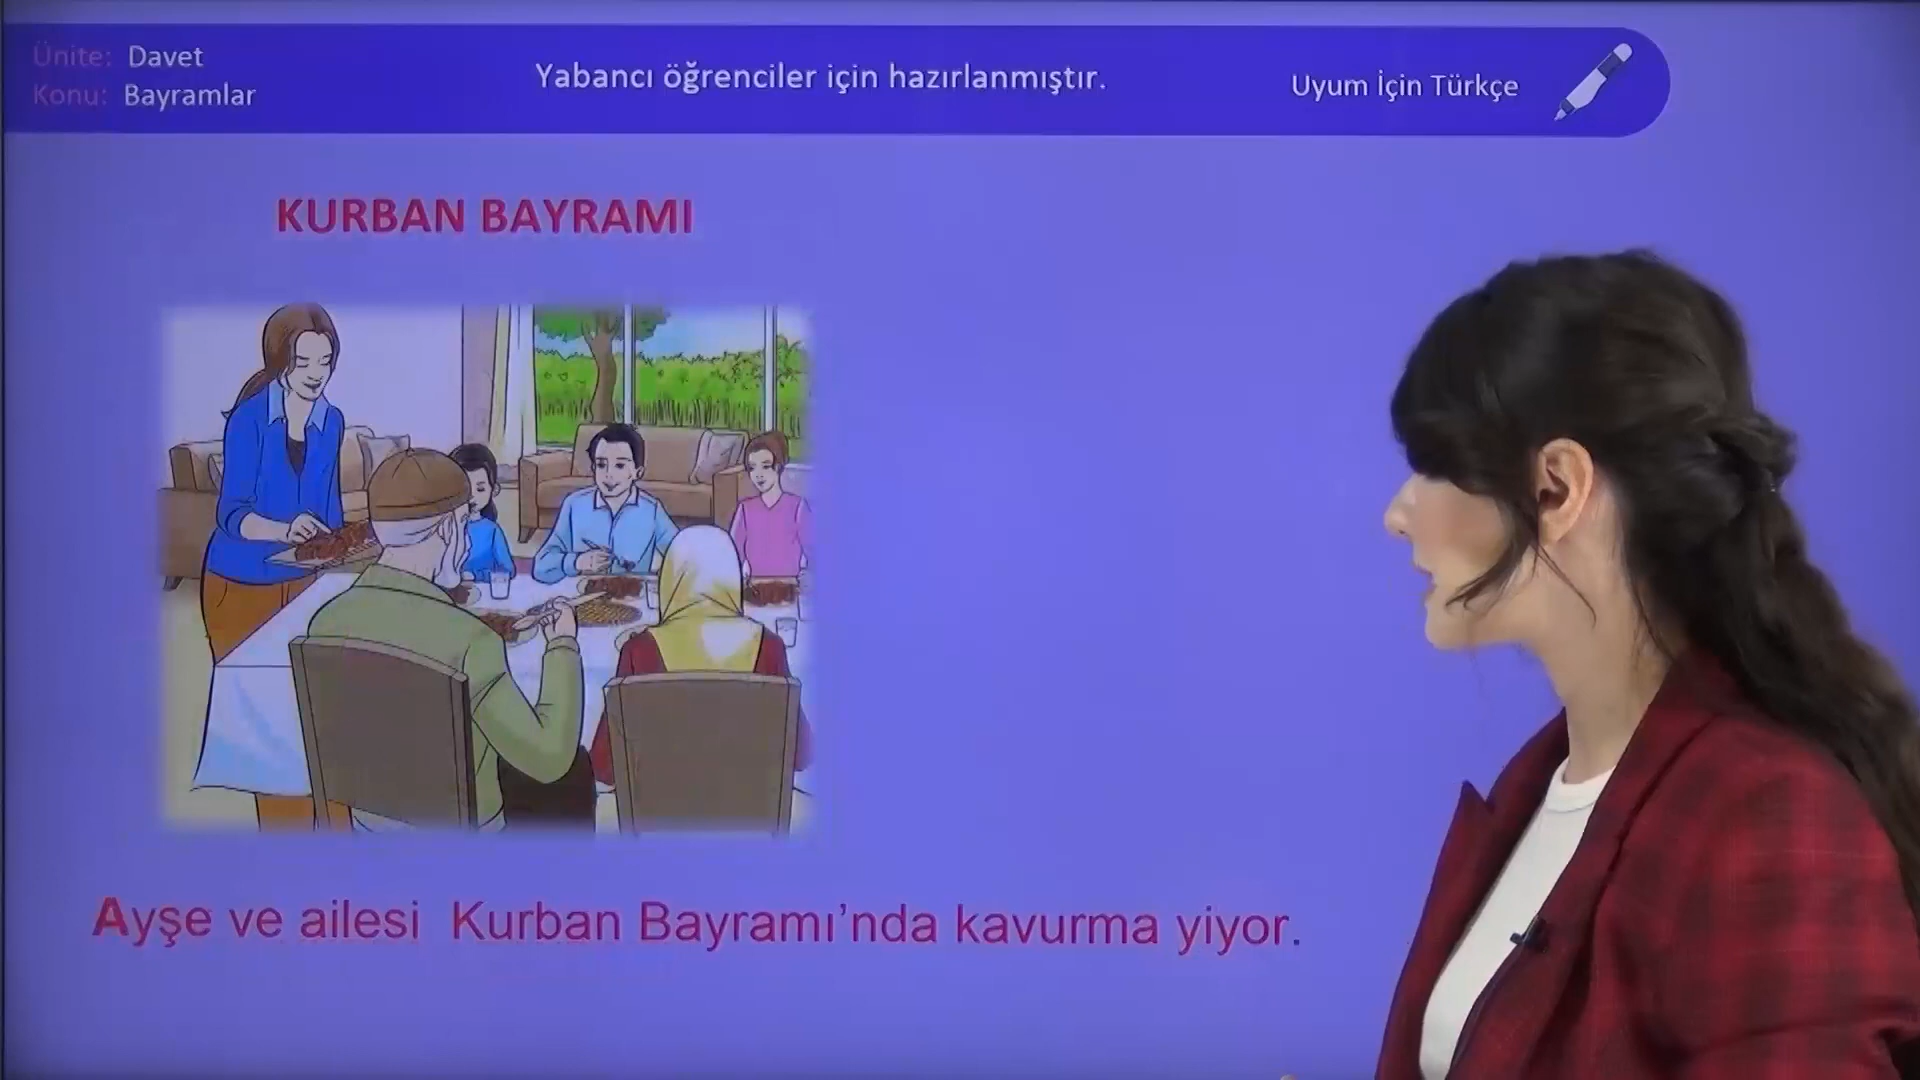 Ünite: Davet
Konu: Bayramlar
Yabancı öğrenciler için hazırlanmıştır.
Uyum İçin Türkçe
KURBAN BAYRAMI
Ayşe ve ailesi Kurban Bayramı’nda kavurma yiyor.